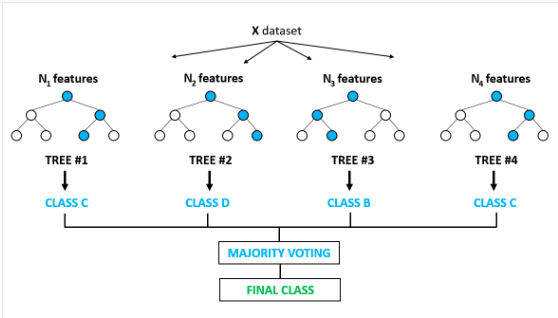 X dataset
N1 features
N2 features
N3 features
N4 features
TREE #1
TREE #2
TREE #3
TREE #4
CLASS C
CLASS D
CLASS B
CLASS C
MAJORITY VOTING
FINAL CLASS